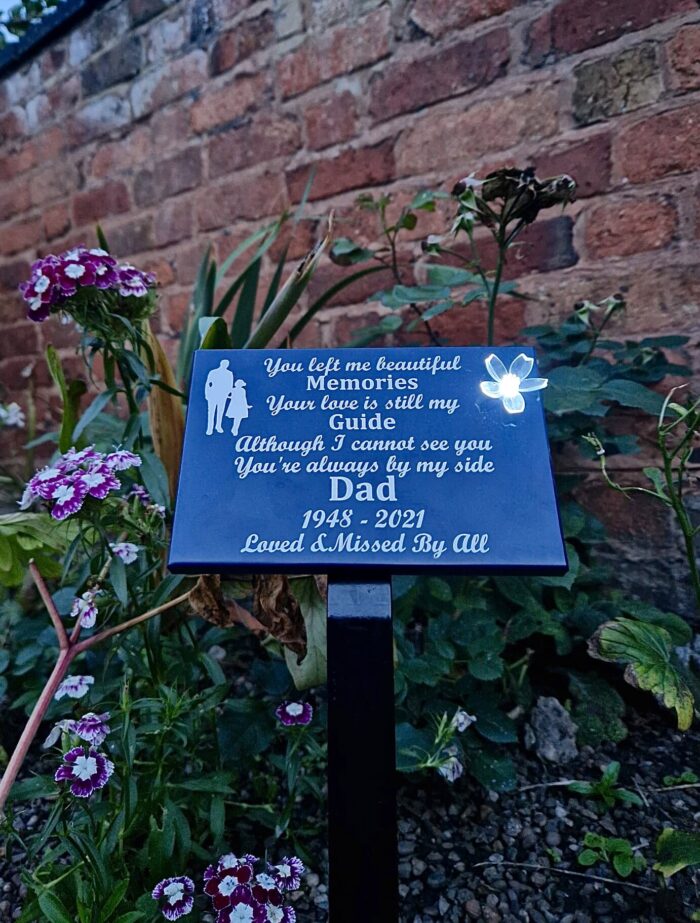 You left me beautiful
Memories
Your love is still my
Guide
Although I cannot see you
You're always by my side
Dad
1948 - 2021
Loved &Missed By All